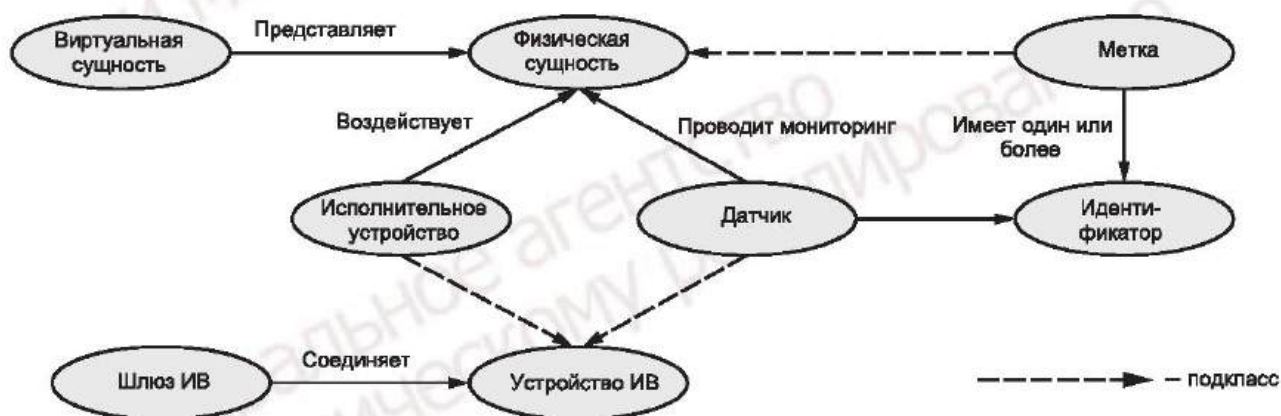 Виртуальная
сущность
Представляет
Физическая
сущность
Метка
Воздействует
Проводит мониторинг
Имеет один или
более
Исполнительное
устройство
Датчик
Иденти-
фикатор
Шлюз ИВ
Соединяет
Устройство ИВ
– подкласс